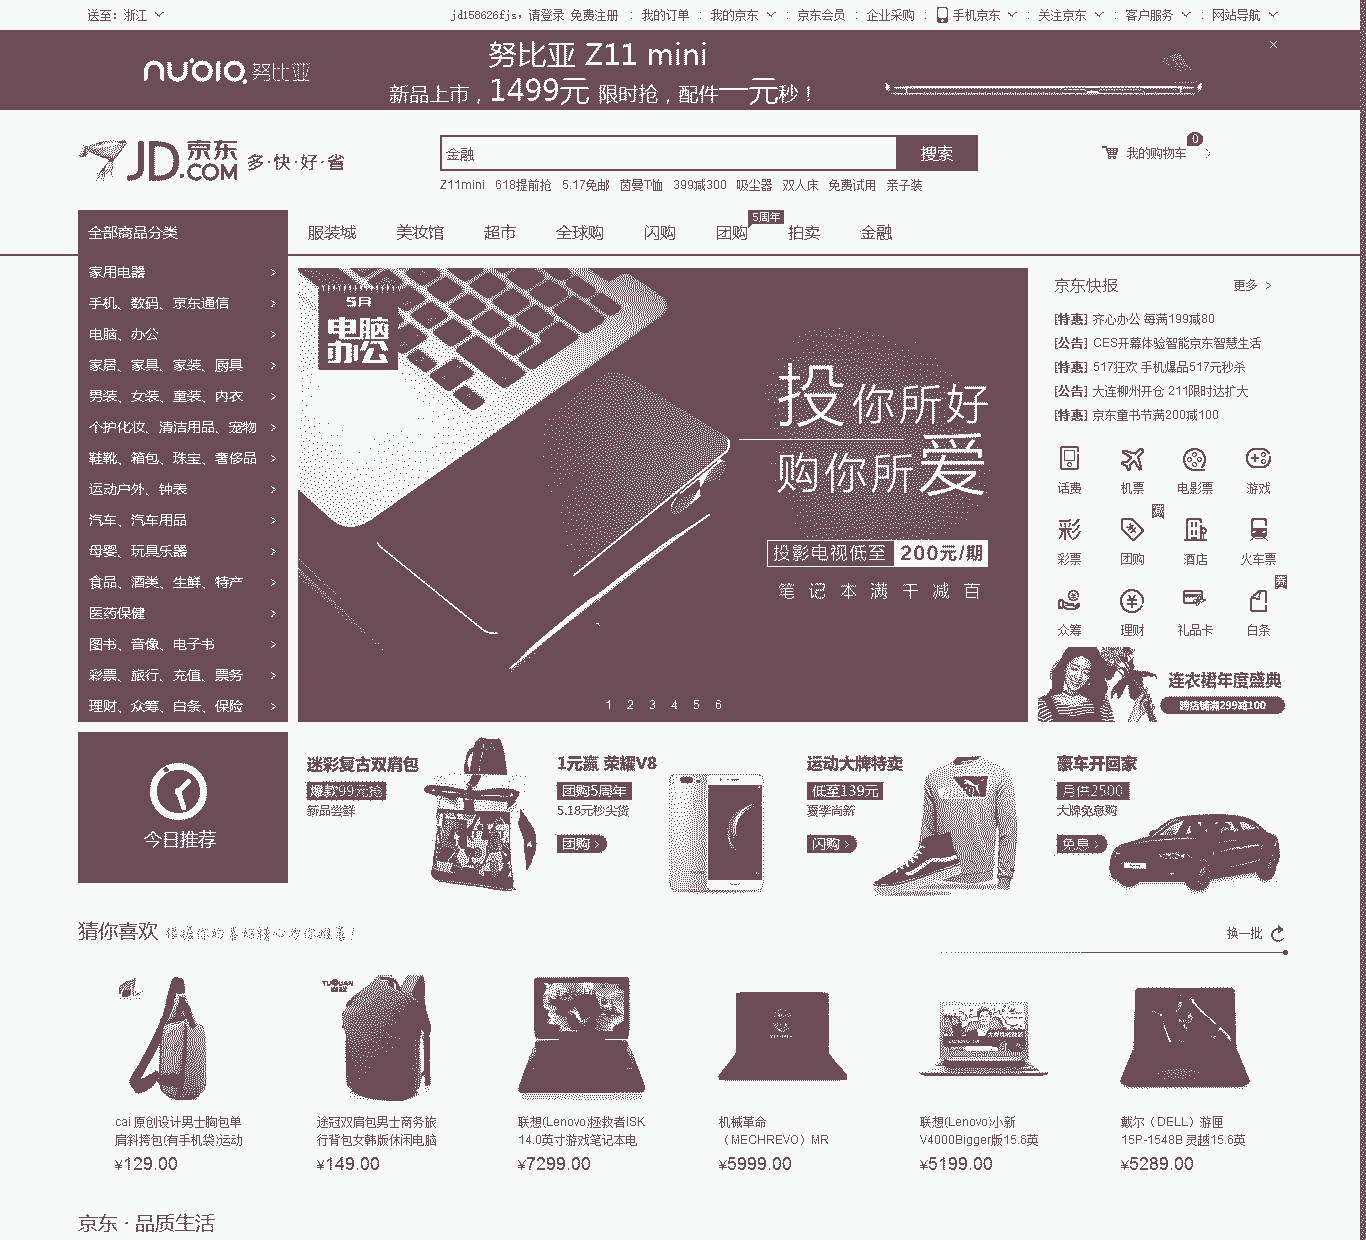 送至：浙江
jd158626fjs，请登录 免费注册 我的订单 我的京东 京东会员 企业采购 手机京东 关注京东 客户服务 网站导航
nubia 努比亚
努比亚 Z11 mini
新品上市，1499元 限时抢，配件一元秒！
JD.COM 京东 多·快·好·省
金融 搜索
我的购物车 0
Z11mini 618提前抢 5.17免邮 茵曼T恤 399减300 吸尘器 双人床 免费试用 亲子装
全部商品分类 服装城 美妆馆 超市 全球购 闪购 团购 5周年 拍卖 金融
家用电器 >
手机、数码、京东通信 >
电脑、办公 >
家居、家具、家装、厨具 >
男装、女装、童装、内衣 >
个护化妆、清洁用品、宠物 >
鞋靴、箱包、珠宝、奢侈品 >
运动户外、钟表 >
汽车、汽车用品 >
母婴、玩具乐器 >
食品、酒类、生鲜、特产 >
医药保健 >
图书、音像、电子书 >
彩票、旅行、充值、票务 >
理财、众筹、白条、保险 >
5月
电脑
办公
投你所好
购你所爱
投影电视低至 200元/期
笔记本满千减百
1 2 3 4 5 6
京东快报 更多 >
[特惠] 齐心办公 每满199减80
[公告] CES开幕体验智能京东智慧生活
[特惠] 517狂欢 手机爆品517元秒杀
[公告] 大连柳州开仓 211限时达扩大
[特惠] 京东童书节满200减100
话费 机票 电影票 游戏
彩票 团购 酒店 火车票
众筹 理财 礼品卡 白条
连衣裙年度盛典
跨店铺满299减100
今日推荐
迷彩复古双肩包
爆款99元抢
新品尝鲜
1元赢 荣耀V8
团购5周年
5.18元秒尖货
团购 >
运动大牌特卖
低至139元
夏季尚新
闪购 >
豪车开回家
月供2500
大牌免息购
免息 >
猜你喜欢
换一批
cai 原创设计男士胸包单
肩斜挎包(有手机袋)运动
¥129.00
途冠双肩包男士商务旅
行背包女韩版休闲电脑
¥149.00
联想(Lenovo)拯救者ISK
14.0英寸游戏笔记本电
¥7299.00
机械革命
（MECHREVO）MR
¥5999.00
联想(Lenovo)小新
V4000Bigger版15.6英
¥5199.00
戴尔（DELL）游匣
15P-1548B 灵越15.6英
¥5289.00
京东 · 品质生活